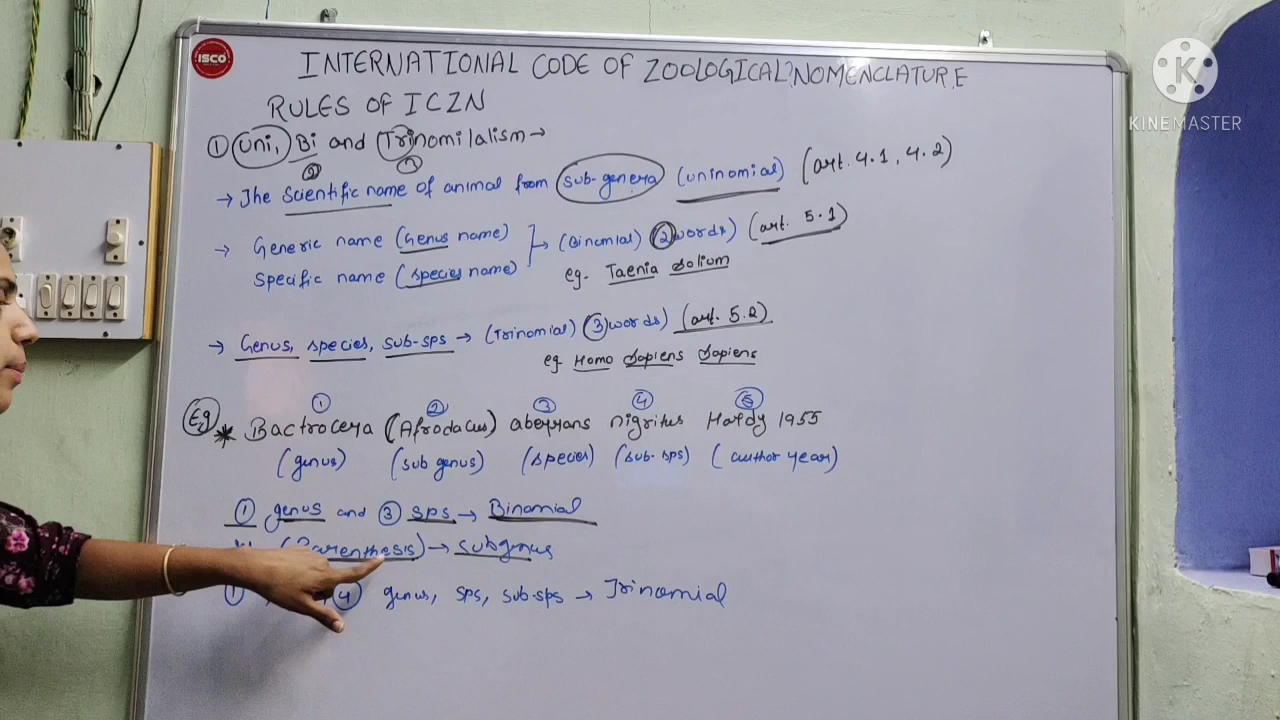 ISCO
INTERNATIONAL CODE OF ZOOLOGICAL NOMENCLATURE
KINEMASTER
RULES OF ICZN
① Uni, Bi and Trinomilalism →
② ③
→ The scientific name of animal from sub-genera (uninomial) (art. 4.1, 4.2)
→ Generic name (Genus name)
Specific name (species name)
→ (Binomial) ② words) (art. 5.1)
eg. Taenia Solium
→ Genus, species, sub-sps → (Trinomial) ③ words) (art. 5.2)
eg Homo Sapiens Sapiens
① ② ③ ④ ⑤
Eg * Bactrocera (Afrodacus) aberrans nigritus Hardy 1955
(genus) (sub genus) (species) (sub-sps) (author year)
① genus and ③ sps → Binomial
(Parenthesis) → subgenus
① ④ genus, sps, sub-sps → Trinomial